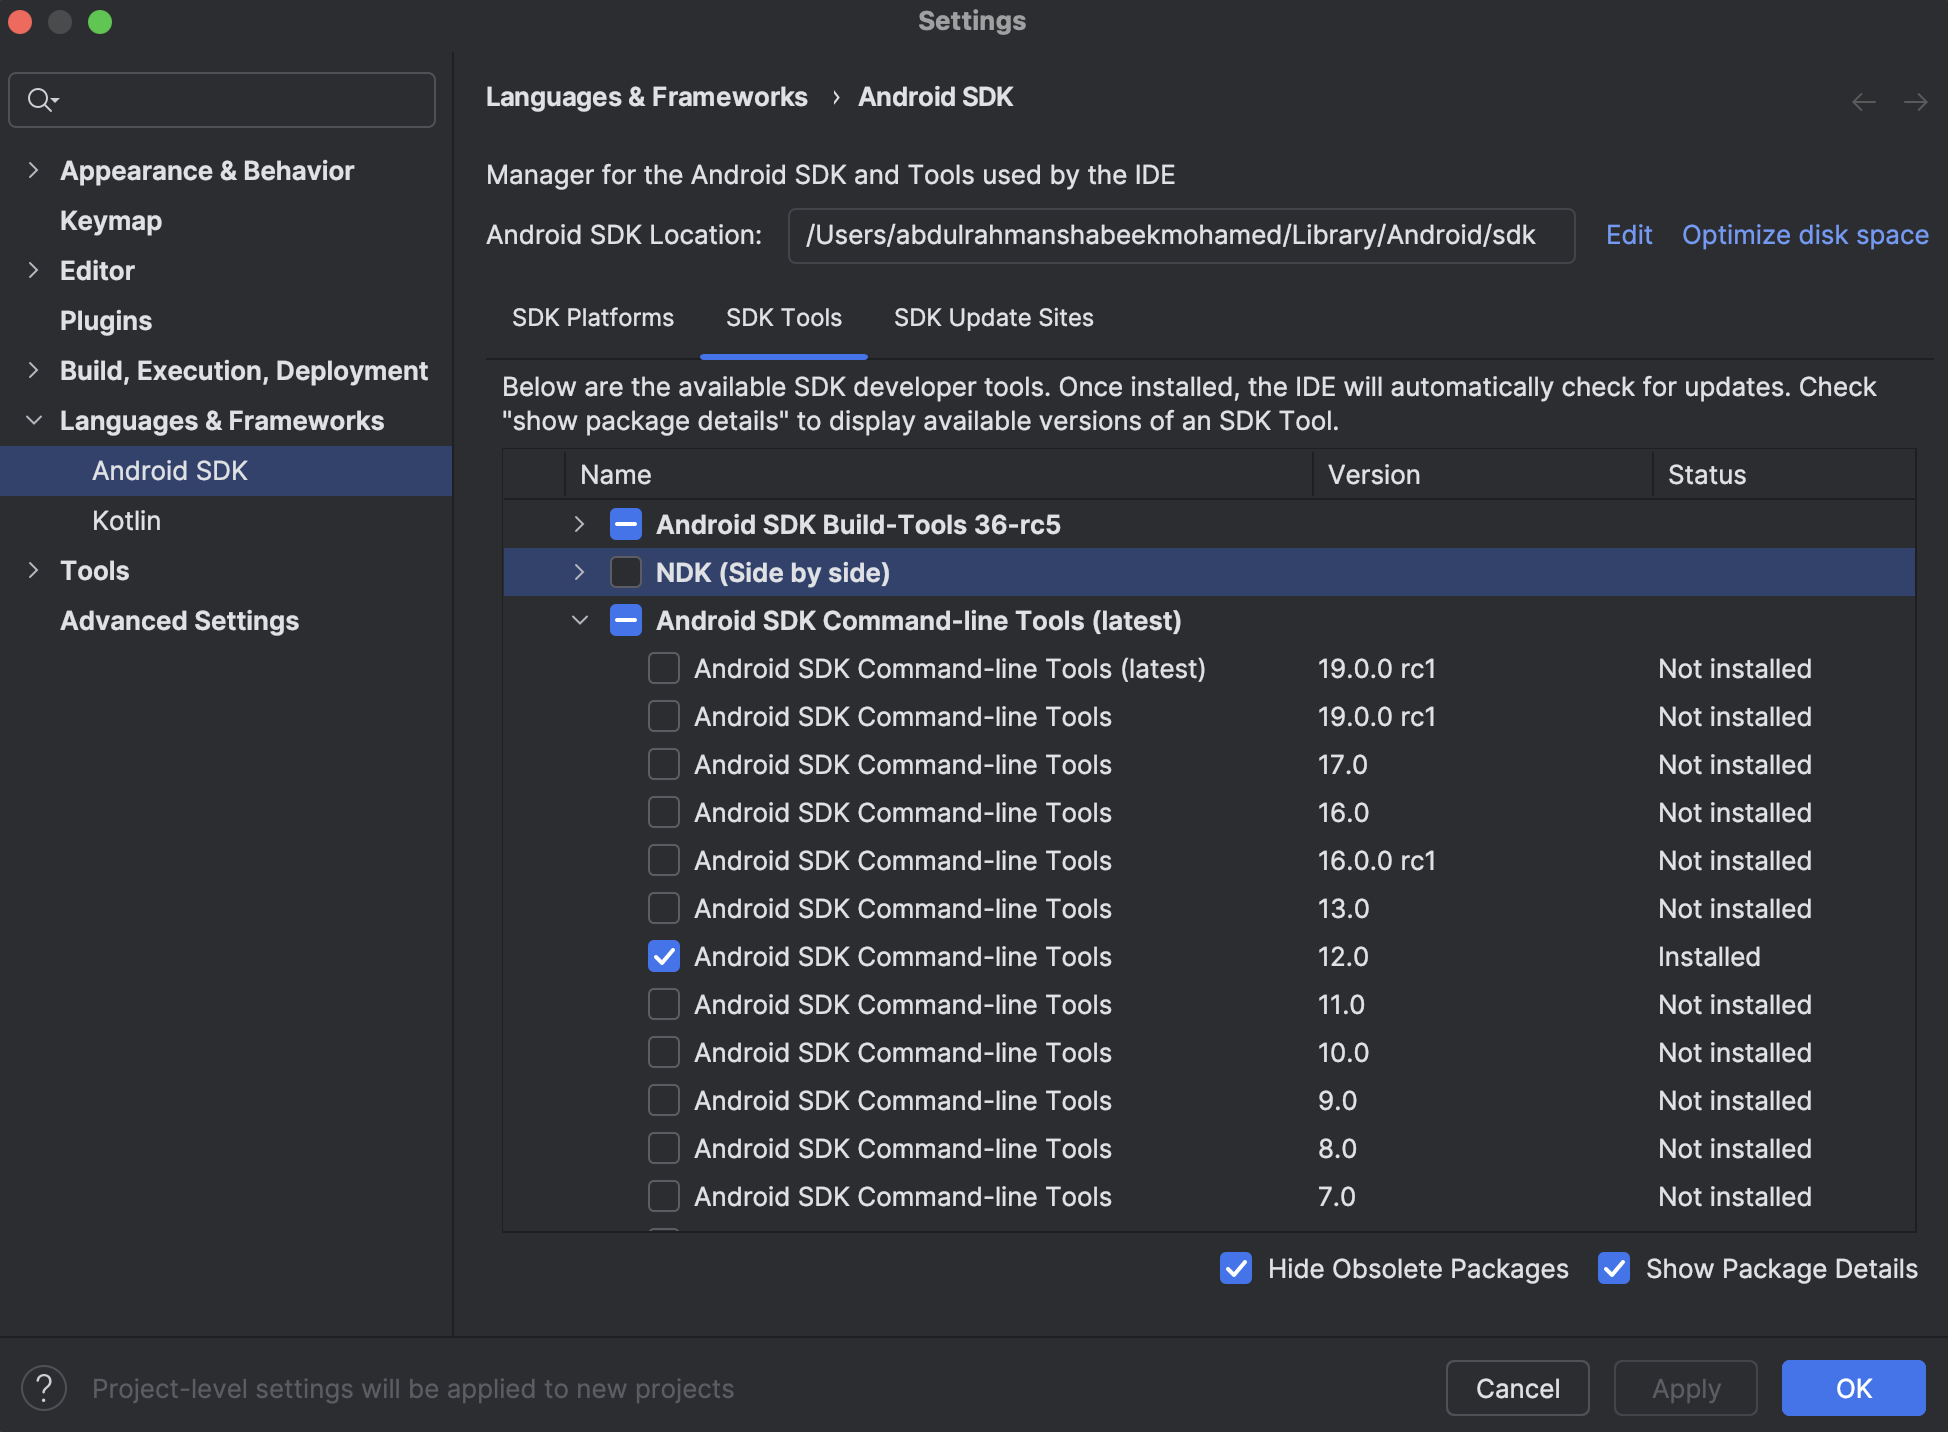 Settings
Appearance & Behavior
Keymap
Editor
Plugins
Build, Execution, Deployment
Languages & Frameworks
Android SDK
Kotlin
Tools
Advanced Settings
Languages & Frameworks › Android SDK
Manager for the Android SDK and Tools used by the IDE
Android SDK Location: /Users/abdulrahmanshabeekmohamed/Library/Android/sdk Edit Optimize disk space
SDK Platforms SDK Tools SDK Update Sites
Below are the available SDK developer tools. Once installed, the IDE will automatically check for updates. Check
"show package details" to display available versions of an SDK Tool.
Name Version Status
Android SDK Build-Tools 36-rc5
NDK (Side by side)
Android SDK Command-line Tools (latest)
Android SDK Command-line Tools (latest) 19.0.0 rc1 Not installed
Android SDK Command-line Tools 19.0.0 rc1 Not installed
Android SDK Command-line Tools 17.0 Not installed
Android SDK Command-line Tools 16.0 Not installed
Android SDK Command-line Tools 16.0.0 rc1 Not installed
Android SDK Command-line Tools 13.0 Not installed
Android SDK Command-line Tools 12.0 Installed
Android SDK Command-line Tools 11.0 Not installed
Android SDK Command-line Tools 10.0 Not installed
Android SDK Command-line Tools 9.0 Not installed
Android SDK Command-line Tools 8.0 Not installed
Android SDK Command-line Tools 7.0 Not installed
Hide Obsolete Packages Show Package Details
? Project-level settings will be applied to new projects
Cancel Apply OK